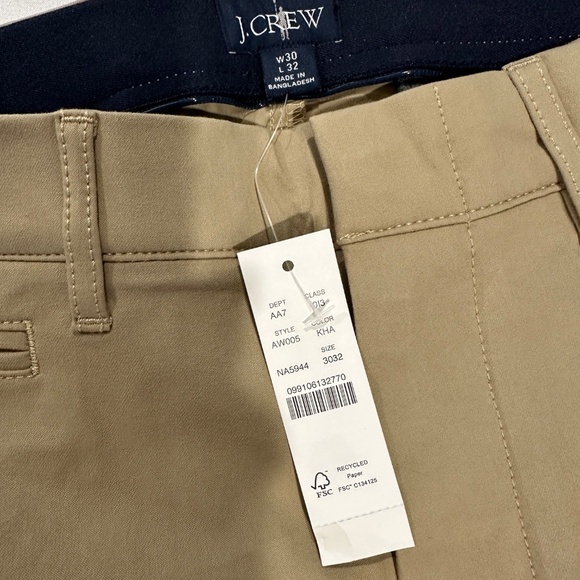 J.CREW
W30
L 32
MADE IN
BANGLADESH
DEPT CLASS
AA7
STYLE COLOR
AW005 KHA
SIZE
NA5944 3032
099106132770
RECYCLED
Paper
FSC
FSC® C134125